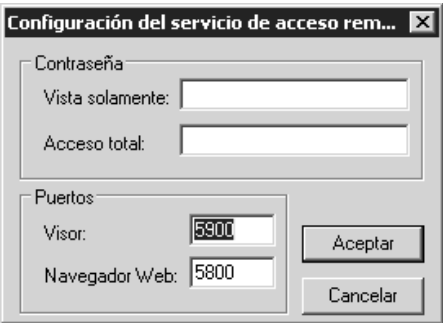 Configuración del servicio de acceso rem...
Contraseña
Vista solamente:
Acceso total:
Puertos
Visor: 5900
Navegador Web: 5800
Aceptar
Cancelar